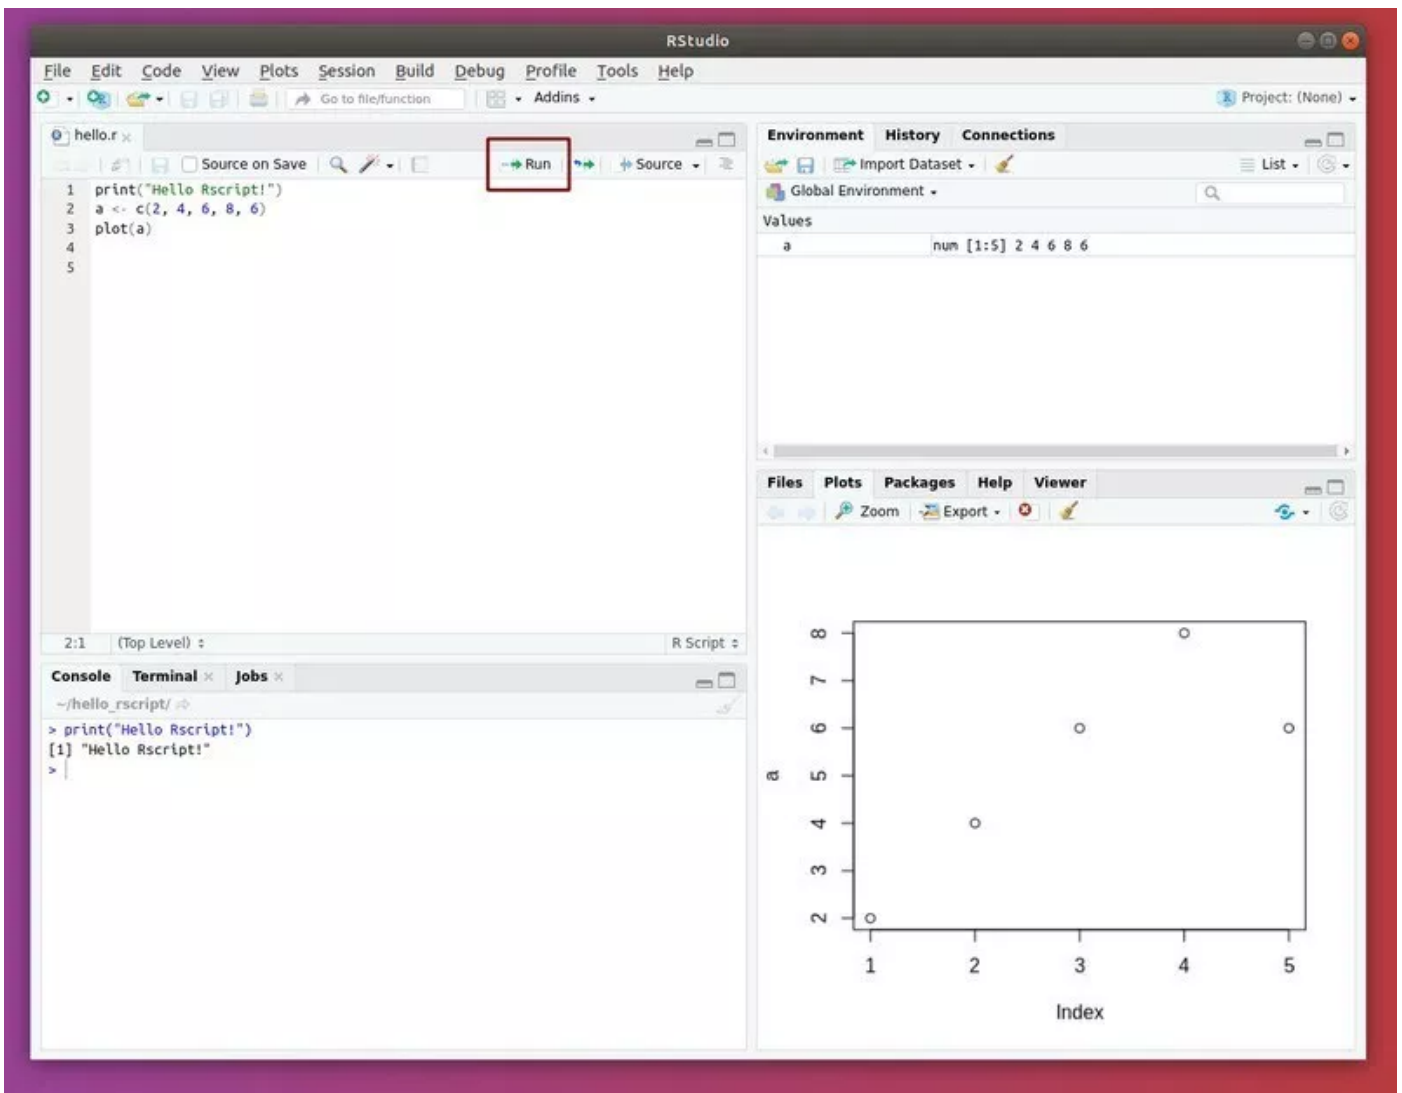 RStudio
File Edit Code View Plots Session Build Debug Profile Tools Help
Go to file/function Addins Project: (None)
hello.r
Source on Save Run Source
1 print("Hello Rscript!")
2 a <- c(2, 4, 6, 8, 6)
3 plot(a)
4
5
2:1 (Top Level) R Script
Console Terminal Jobs
~/hello_rscript/
> print("Hello Rscript!")
[1] "Hello Rscript!"
>
Environment History Connections
Import Dataset List
Global Environment
Values
a num [1:5] 2 4 6 8 6
Files Plots Packages Help Viewer
Zoom Export
8
7
6
5
4
3
2
a
1 2 3 4 5
Index